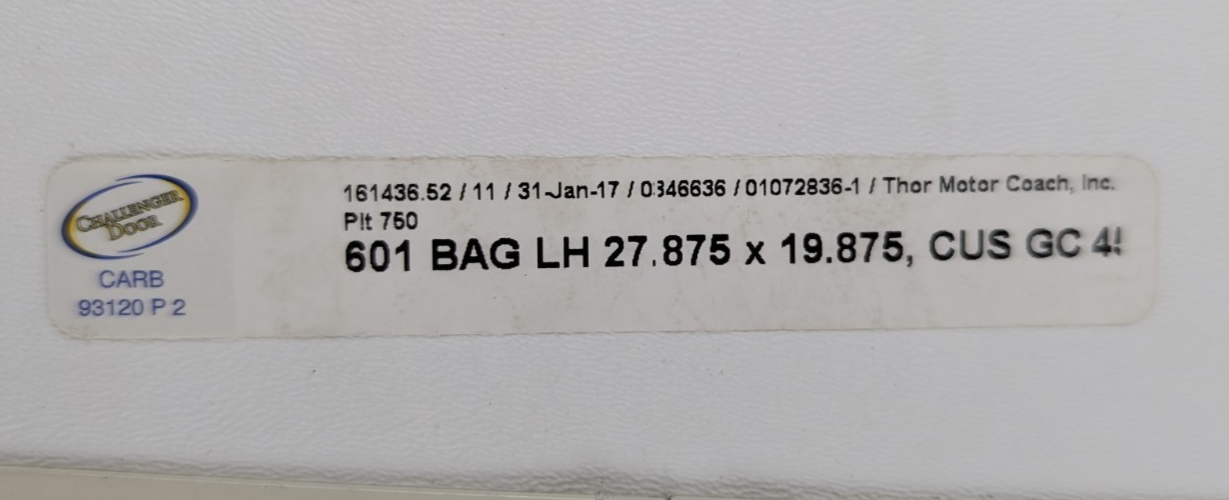 CHALLENGER
DOOR
CARB
93120 P 2
161436.52 / 11 / 31-Jan-17 / 0346636 / 01072836-1 / Thor Motor Coach, Inc.
Plt 750
601 BAG LH 27.875 x 19.875, CUS GC